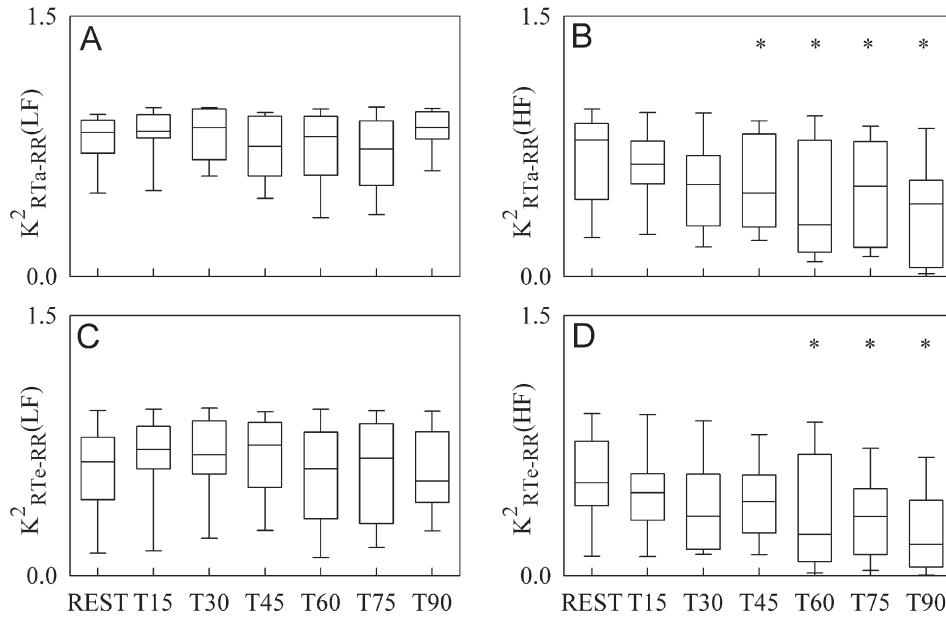 1.5
A
K²RTa-RR(LF)
0.0
1.5
B
* * * *
K²RTa-RR(HF)
0.0
1.5
C
K²RTe-RR(LF)
0.0
REST T15 T30 T45 T60 T75 T90
1.5
D
* * *
K²RTe-RR(HF)
0.0
REST T15 T30 T45 T60 T75 T90